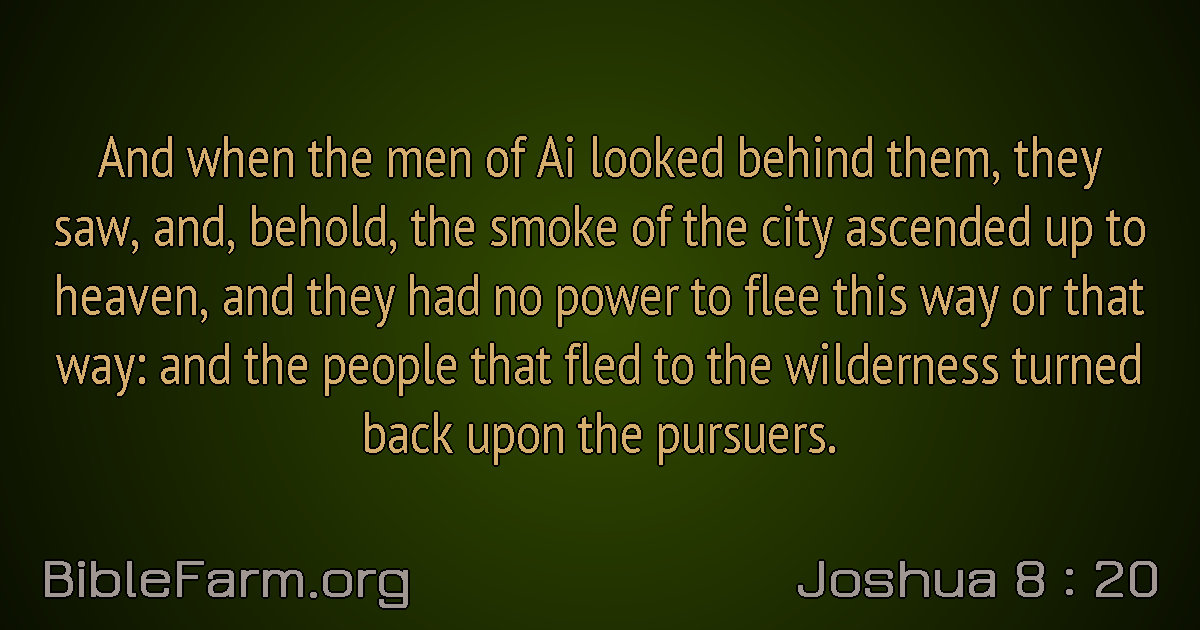 And when the men of Ai looked behind them, they
saw, and, behold, the smoke of the city ascended up to
heaven, and they had no power to flee this way or that
way: and the people that fled to the wilderness turned
back upon the pursuers.
BibleFarm.org
Joshua 8 : 20